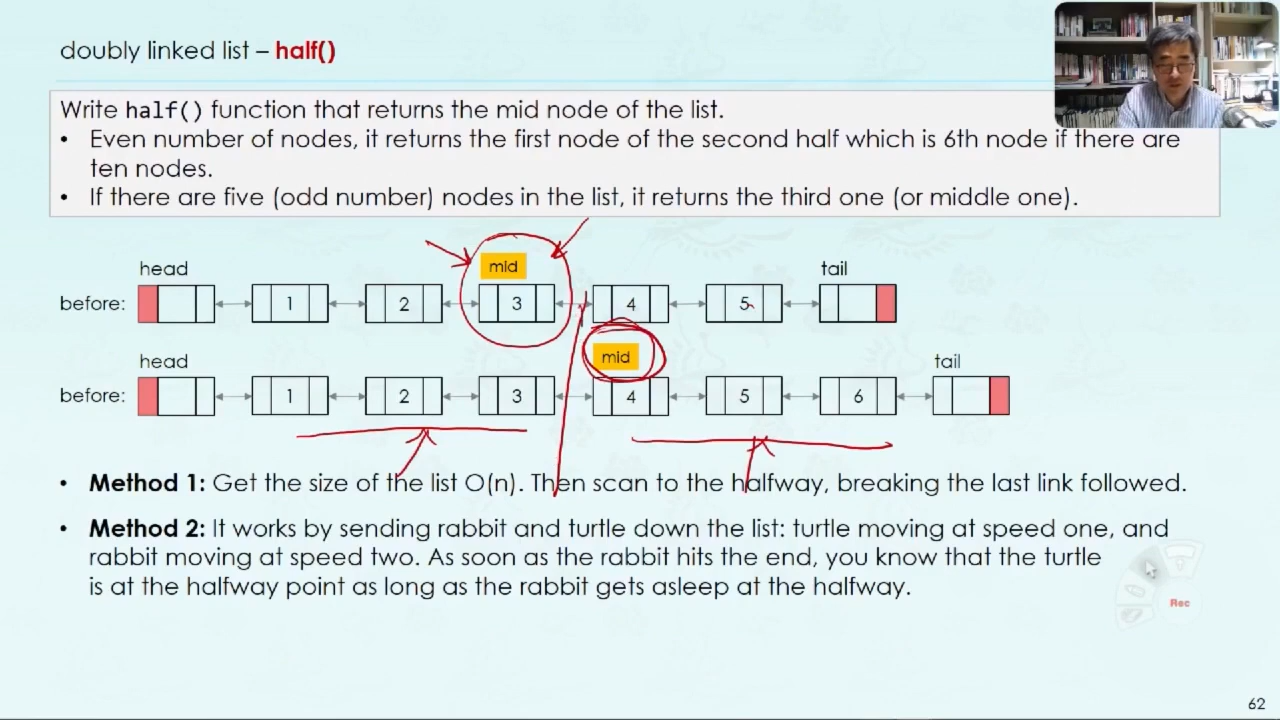 doubly linked list – half()
Write half() function that returns the mid node of the list.
• Even number of nodes, it returns the first node of the second half which is 6th node if there are
ten nodes.
• If there are five (odd number) nodes in the list, it returns the third one (or middle one).
head mid tail
before: 1 2 3 4 5
head mid tail
before: 1 2 3 4 5 6
• Method 1: Get the size of the list O(n). Then scan to the halfway, breaking the last link followed.
• Method 2: It works by sending rabbit and turtle down the list: turtle moving at speed one, and
rabbit moving at speed two. As soon as the rabbit hits the end, you know that the turtle
is at the halfway point as long as the rabbit gets asleep at the halfway.
Rec
62